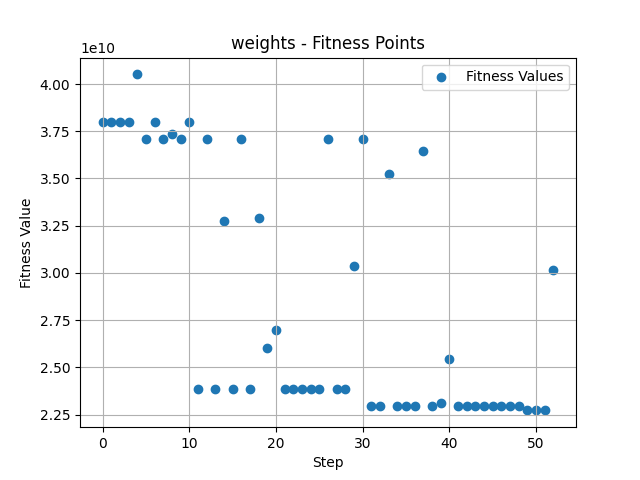 weights - Fitness Points
1e10
Fitness Values
4.00
3.75
3.50
3.25
3.00
2.75
2.50
2.25
Fitness Value
0 10 20 30 40 50
Step